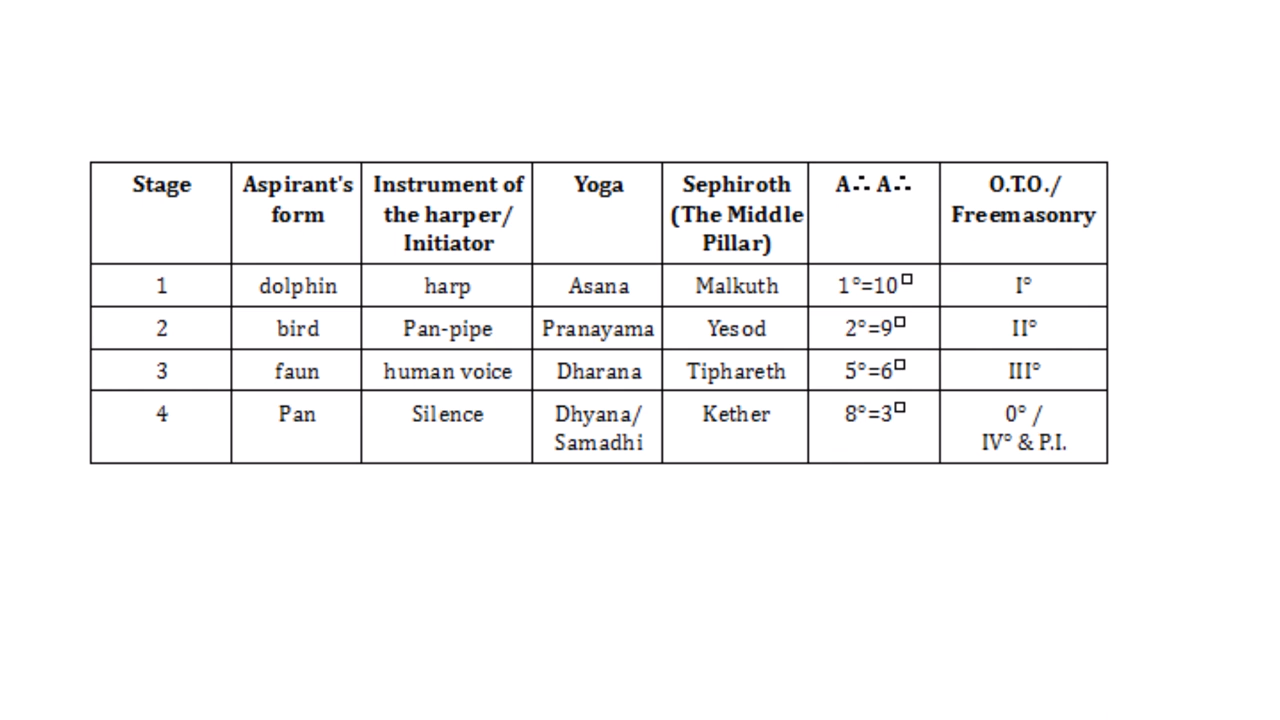 Stage Aspirant's form Instrument of the harper/ Initiator Yoga Sephiroth (The Middle Pillar) A∴ A∴ O.T.O./ Freemasonry
1 dolphin harp Asana Malkuth 1°=10□ I°
2 bird Pan-pipe Pranayama Yesod 2°=9□ II°
3 faun human voice Dharana Tiphareth 5°=6□ III°
4 Pan Silence Dhyana/ Samadhi Kether 8°=3□ 0° / IV° & P.I.